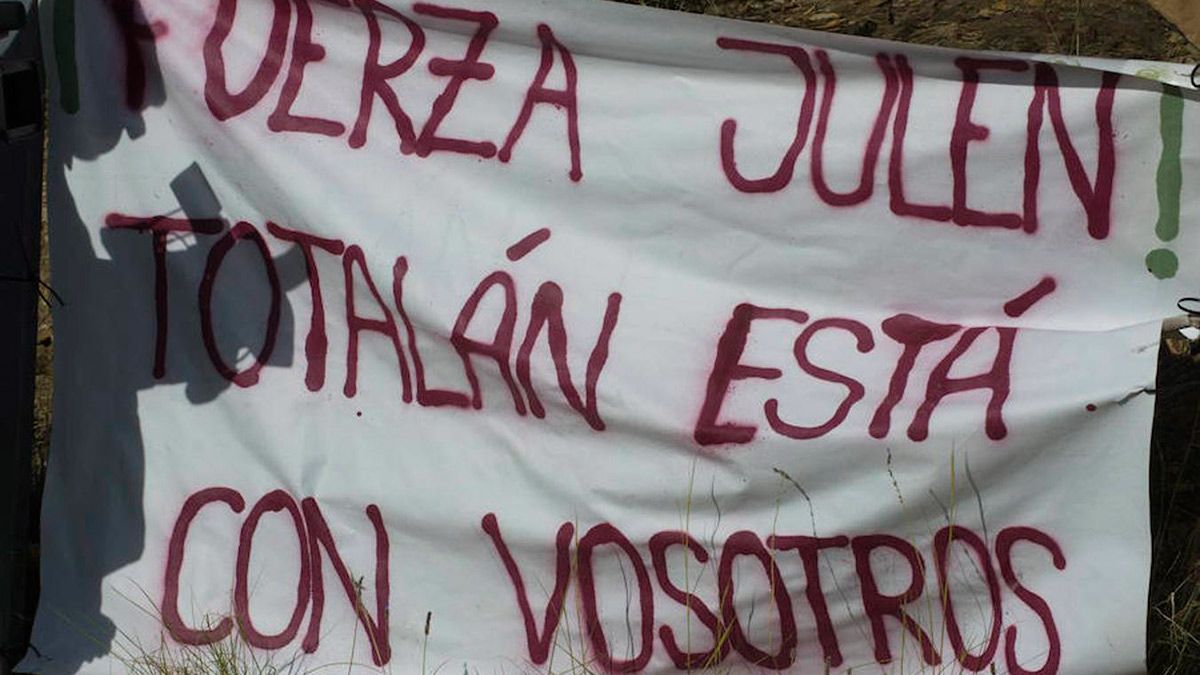 ¡FUERZA JULEN!
TOTALÁN ESTÁ
CON VOSOTROS